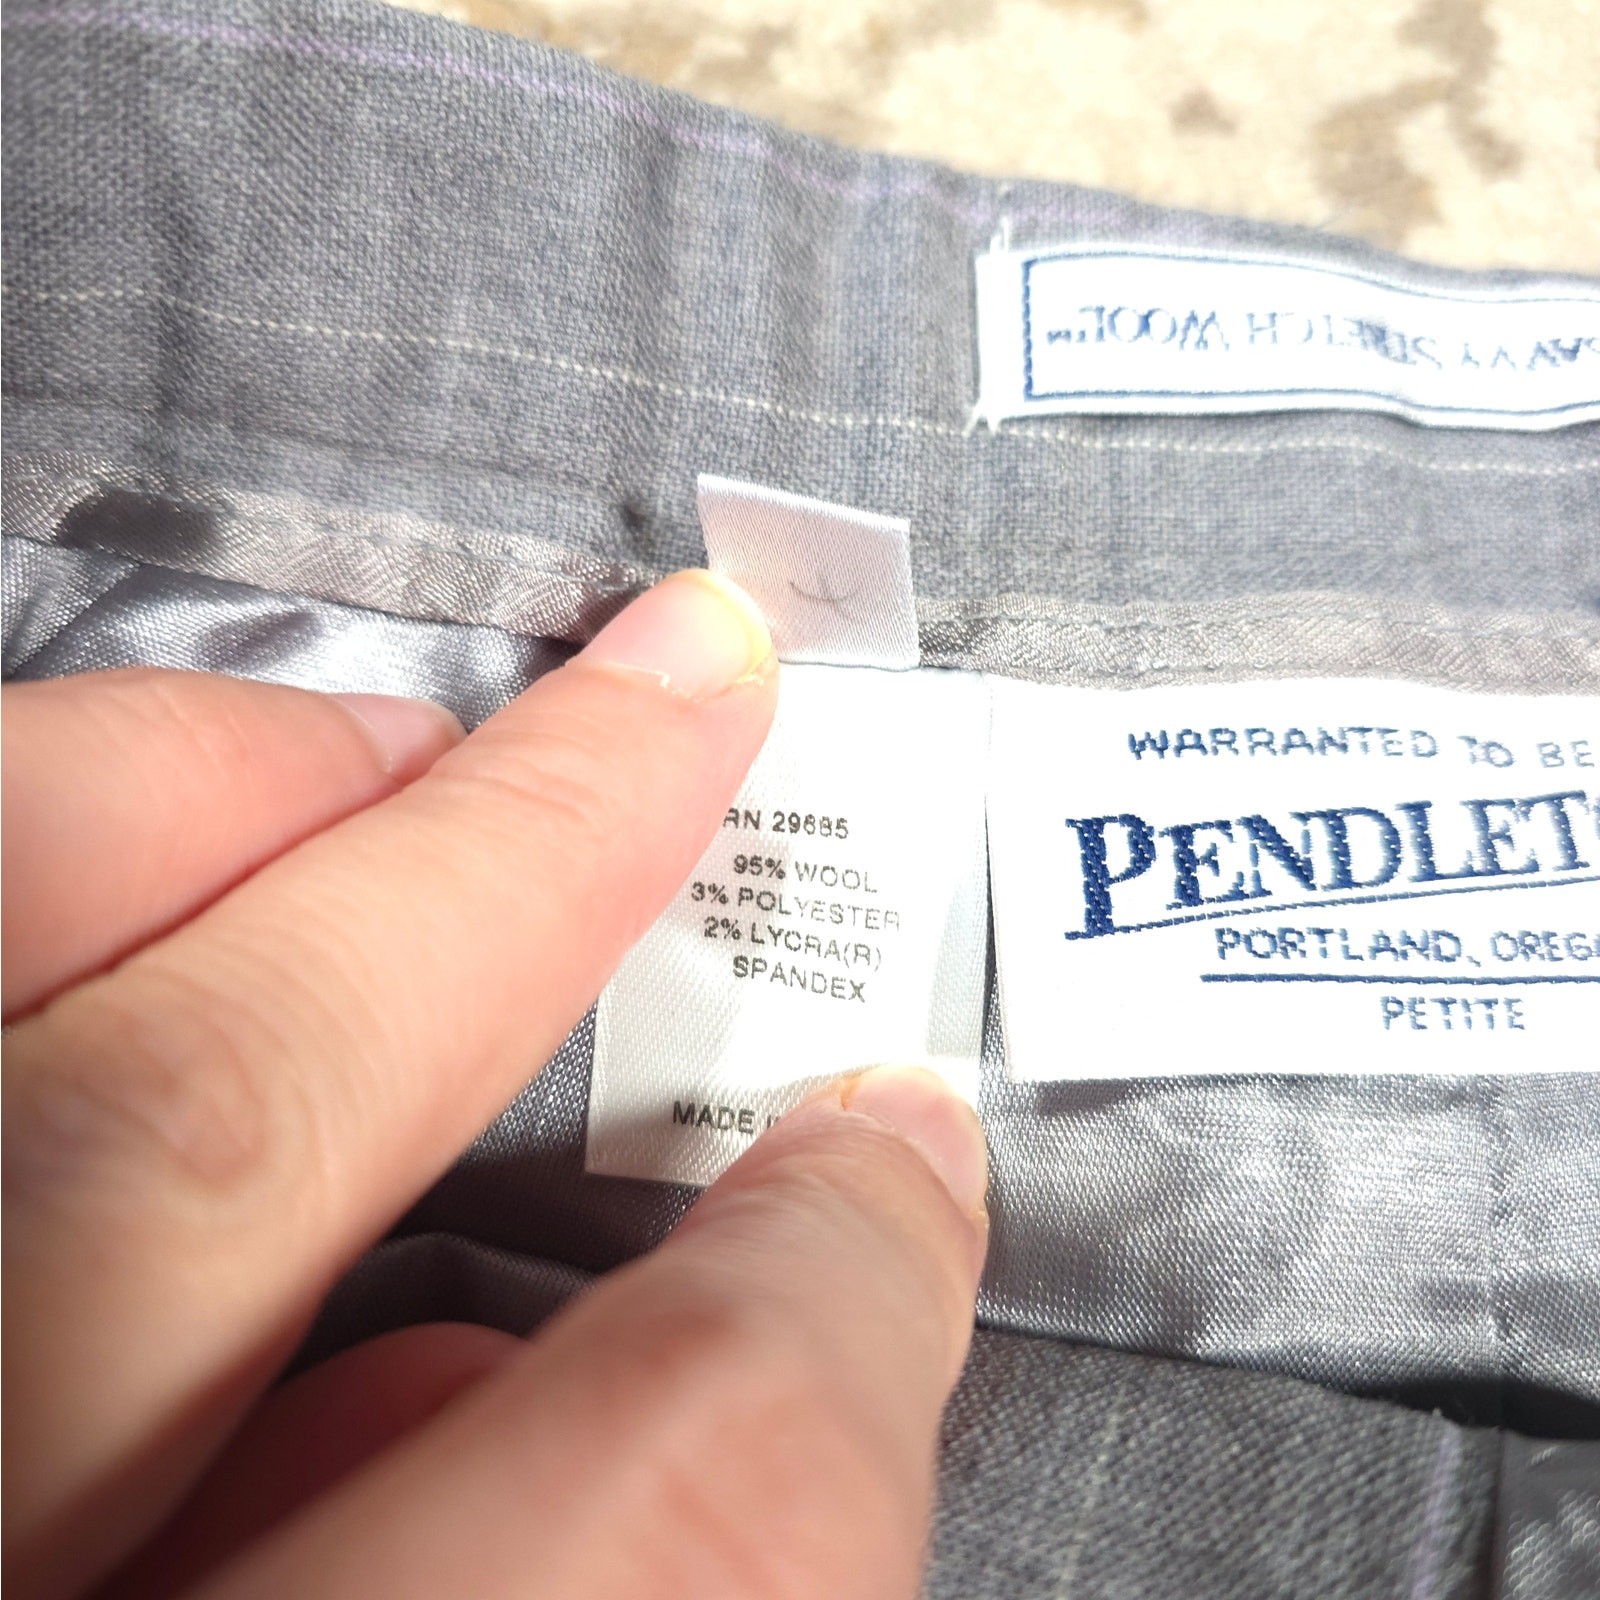 SAVVY STRETCH WOOL™
RN 29685
95% WOOL
3% POLYESTER
2% LYCRA(R)
SPANDEX
MADE
WARRANTED TO BE
PENDLET
PORTLAND, OREG
PETITE